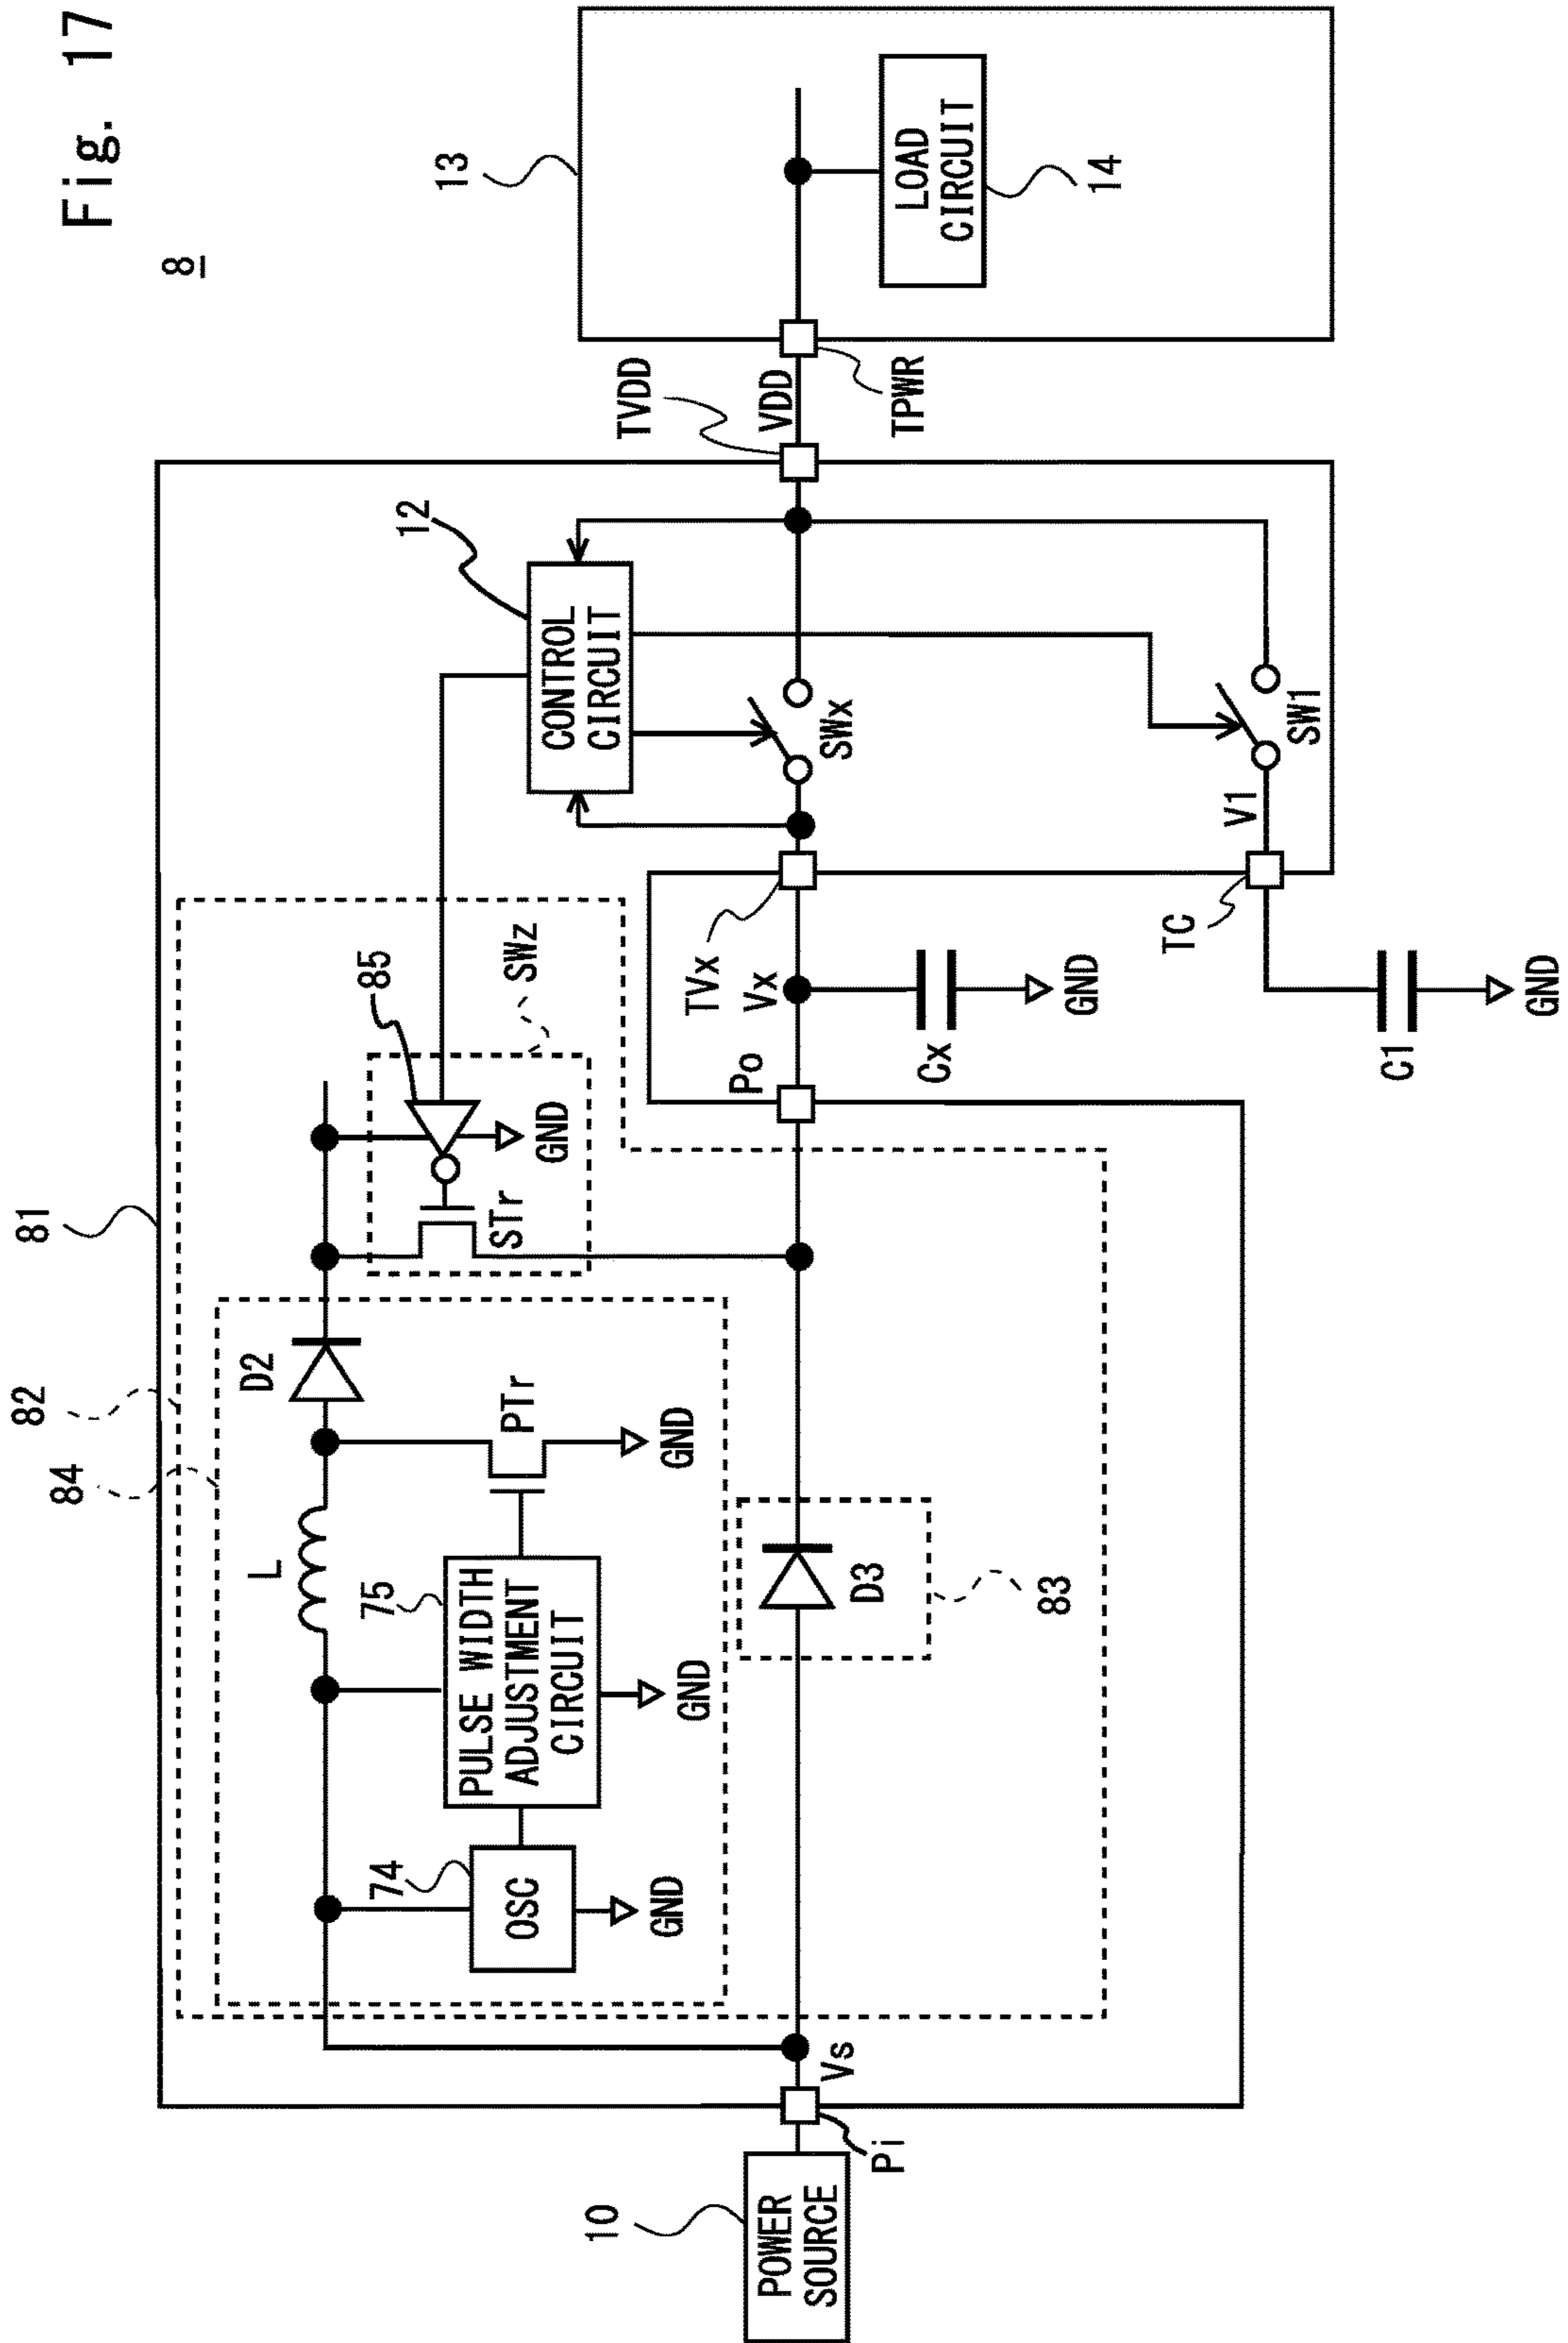 Fig. 17
8
81
82
84
L
D2
74
OSC
GND
75
PULSE WIDTH
ADJUSTMENT
CIRCUIT
GND
PTr
GND
STr
85
GND
SWz
12
CONTROL
CIRCUIT
SWx
10
POWER
SOURCE
Pi
Vs
D3
83
Po
Vx
TVx
Cx
GND
TVDD
VDD
TPWR
13
LOAD
CIRCUIT
14
TC
V1
SW1
C1
GND